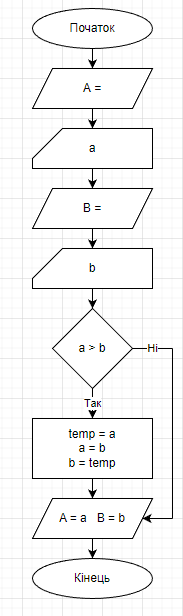 Початок
A =
a
B =
b
a > b
Ні
Так
temp = a
a = b
b = temp
A = a   B = b
Кінець